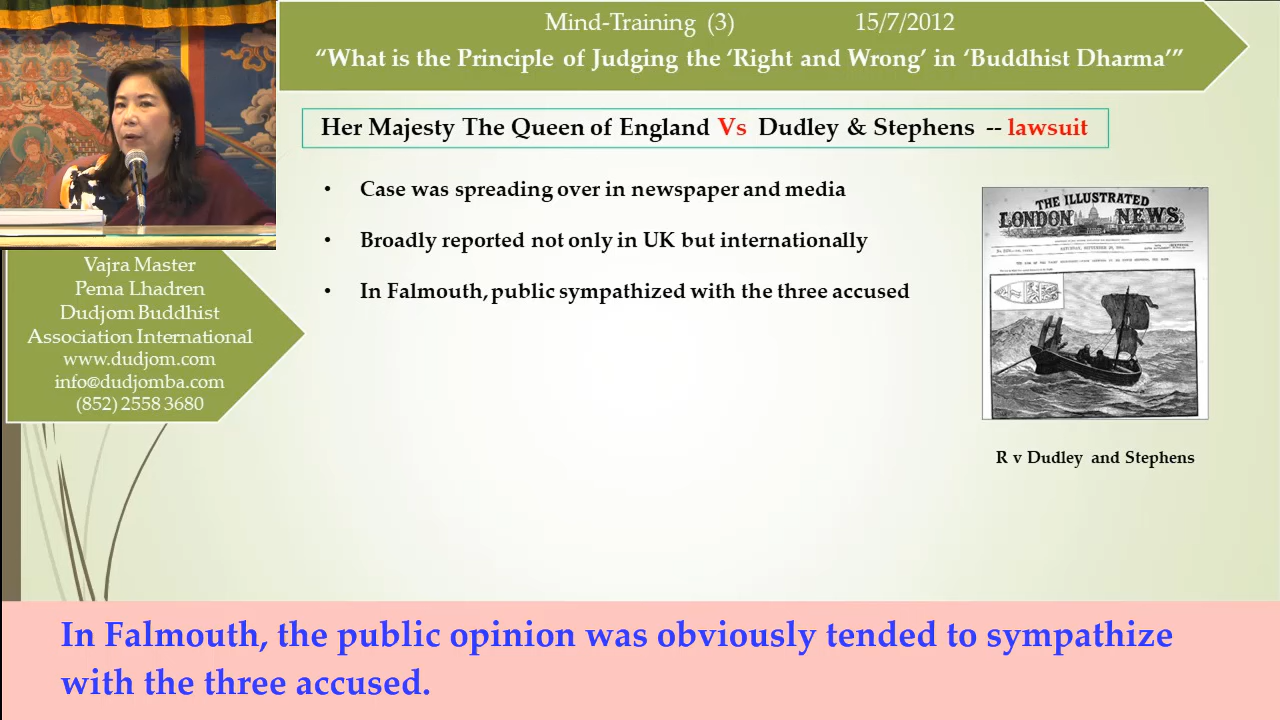 Mind-Training (3) 15/7/2012
“What is the Principle of Judging the ‘Right and Wrong’ in ‘Buddhist Dharma’”
Her Majesty The Queen of England Vs Dudley & Stephens -- lawsuit
• Case was spreading over in newspaper and media
• Broadly reported not only in UK but internationally
• In Falmouth, public sympathized with the three accused
THE ILLUSTRATED
LONDON NEWS
R v Dudley and Stephens
Vajra Master
Pema Lhadren
Dudjom Buddhist
Association International
www.dudjom.com
info@dudjomba.com
(852) 2558 3680
In Falmouth, the public opinion was obviously tended to sympathize
with the three accused.